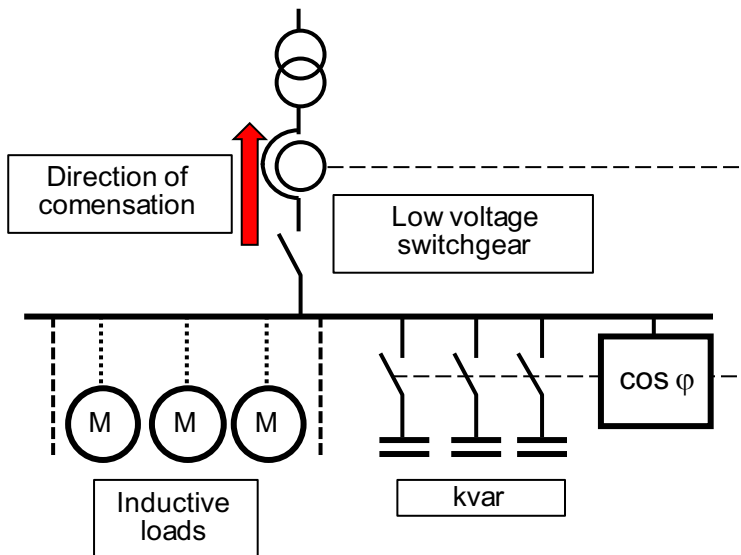 Direction of
comensation
Low voltage
switchgear
M M M
cos φ
Inductive
loads
kvar